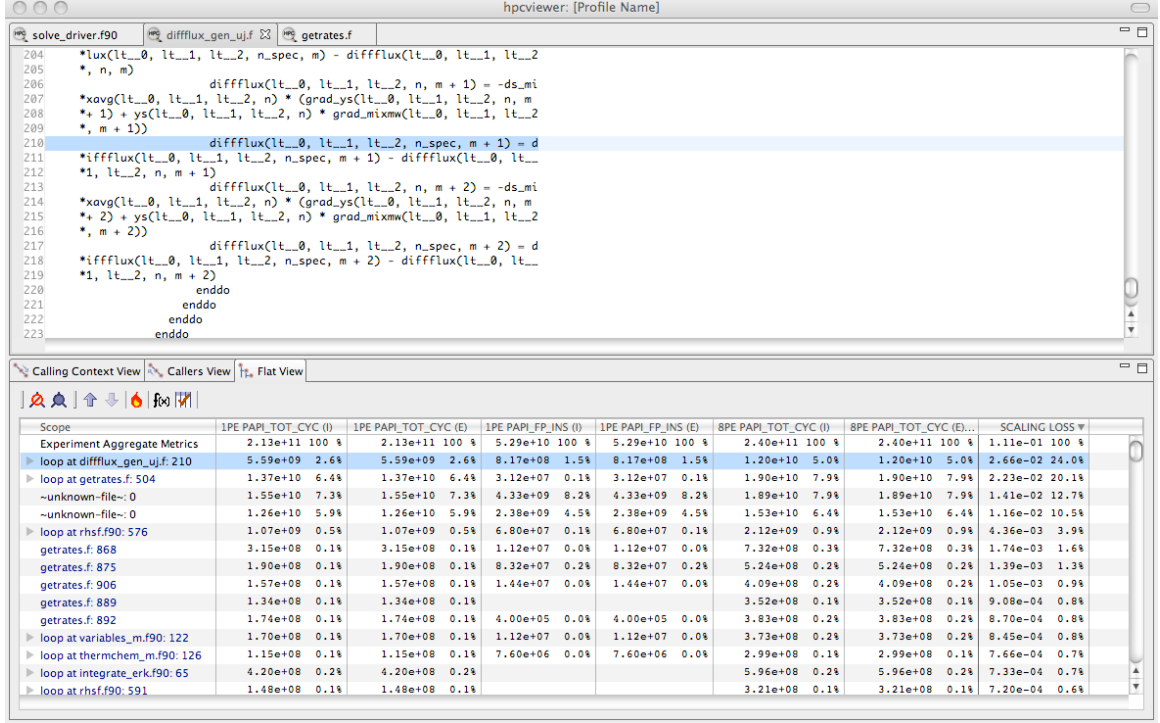 hpcviewer: [Profile Name]
solve_driver.f90 diffflux_gen_uj.f getrates.f
204 *lux(lt__0, lt__1, lt__2, n_spec, m) - diffflux(lt__0, lt__1, lt__2
205 *, n, m)
206 diffflux(lt__0, lt__1, lt__2, n, m + 1) = -ds_mi
207 *xavg(lt__0, lt__1, lt__2, n) * (grad_ys(lt__0, lt__1, lt__2, n, m
208 *+ 1) + ys(lt__0, lt__1, lt__2, n) * grad_mixmw(lt__0, lt__1, lt__2
209 *, m + 1))
210 diffflux(lt__0, lt__1, lt__2, n_spec, m + 1) = d
211 *iffflux(lt__0, lt__1, lt__2, n_spec, m + 1) - diffflux(lt__0, lt__
212 *1, lt__2, n, m + 1)
213 diffflux(lt__0, lt__1, lt__2, n, m + 2) = -ds_mi
214 *xavg(lt__0, lt__1, lt__2, n) * (grad_ys(lt__0, lt__1, lt__2, n, m
215 *+ 2) + ys(lt__0, lt__1, lt__2, n) * grad_mixmw(lt__0, lt__1, lt__2
216 *, m + 2))
217 diffflux(lt__0, lt__1, lt__2, n_spec, m + 2) = d
218 *iffflux(lt__0, lt__1, lt__2, n_spec, m + 2) - diffflux(lt__0, lt__
219 *1, lt__2, n, m + 2)
220 enddo
221 enddo
222 enddo
223 enddo
Calling Context View Callers View Flat View
f(x)
Scope 1PE PAPI_TOT_CYC (I) 1PE PAPI_TOT_CYC (E) 1PE PAPI_FP_INS (I) 1PE PAPI_FP_INS (E) 8PE PAPI_TOT_CYC (I) 8PE PAPI_TOT_CYC (E)... SCALING LOSS
Experiment Aggregate Metrics 2.13e+11 100 % 2.13e+11 100 % 5.29e+10 100 % 5.29e+10 100 % 2.40e+11 100 % 2.40e+11 100 % 1.11e-01 100 %
loop at diffflux_gen_uj.f: 210 5.59e+09 2.6% 5.59e+09 2.6% 8.17e+08 1.5% 8.17e+08 1.5% 1.20e+10 5.0% 1.20e+10 5.0% 2.66e-02 24.0%
loop at getrates.f: 504 1.37e+10 6.4% 1.37e+10 6.4% 3.12e+07 0.1% 3.12e+07 0.1% 1.90e+10 7.9% 1.90e+10 7.9% 2.23e-02 20.1%
~unknown-file~: 0 1.55e+10 7.3% 1.55e+10 7.3% 4.33e+09 8.2% 4.33e+09 8.2% 1.89e+10 7.9% 1.89e+10 7.9% 1.41e-02 12.7%
~unknown-file~: 0 1.26e+10 5.9% 1.26e+10 5.9% 2.38e+09 4.5% 2.38e+09 4.5% 1.53e+10 6.4% 1.53e+10 6.4% 1.16e-02 10.5%
loop at rhsf.f90: 576 1.07e+09 0.5% 1.07e+09 0.5% 6.80e+07 0.1% 6.80e+07 0.1% 2.12e+09 0.9% 2.12e+09 0.9% 4.36e-03 3.9%
getrates.f: 868 3.15e+08 0.1% 3.15e+08 0.1% 1.12e+07 0.0% 1.12e+07 0.0% 7.32e+08 0.3% 7.32e+08 0.3% 1.74e-03 1.6%
getrates.f: 875 1.90e+08 0.1% 1.90e+08 0.1% 8.32e+07 0.2% 8.32e+07 0.2% 5.24e+08 0.2% 5.24e+08 0.2% 1.39e-03 1.3%
getrates.f: 906 1.57e+08 0.1% 1.57e+08 0.1% 1.44e+07 0.0% 1.44e+07 0.0% 4.09e+08 0.2% 4.09e+08 0.2% 1.05e-03 0.9%
getrates.f: 889 1.34e+08 0.1% 1.34e+08 0.1% 3.52e+08 0.1% 3.52e+08 0.1% 9.08e-04 0.8%
getrates.f: 892 1.74e+08 0.1% 1.74e+08 0.1% 4.00e+05 0.0% 4.00e+05 0.0% 3.83e+08 0.2% 3.83e+08 0.2% 8.70e-04 0.8%
loop at variables_m.f90: 122 1.70e+08 0.1% 1.70e+08 0.1% 1.12e+07 0.0% 1.12e+07 0.0% 3.73e+08 0.2% 3.73e+08 0.2% 8.45e-04 0.8%
loop at thermchem_m.f90: 126 1.15e+08 0.1% 1.15e+08 0.1% 7.60e+06 0.0% 7.60e+06 0.0% 2.99e+08 0.1% 2.99e+08 0.1% 7.66e-04 0.7%
loop at integrate_erk.f90: 65 4.20e+08 0.2% 4.20e+08 0.2% 5.96e+08 0.2% 5.96e+08 0.2% 7.33e-04 0.7%
loop at rhsf.f90: 591 1.48e+08 0.1% 1.48e+08 0.1% 3.21e+08 0.1% 3.21e+08 0.1% 7.20e-04 0.6%